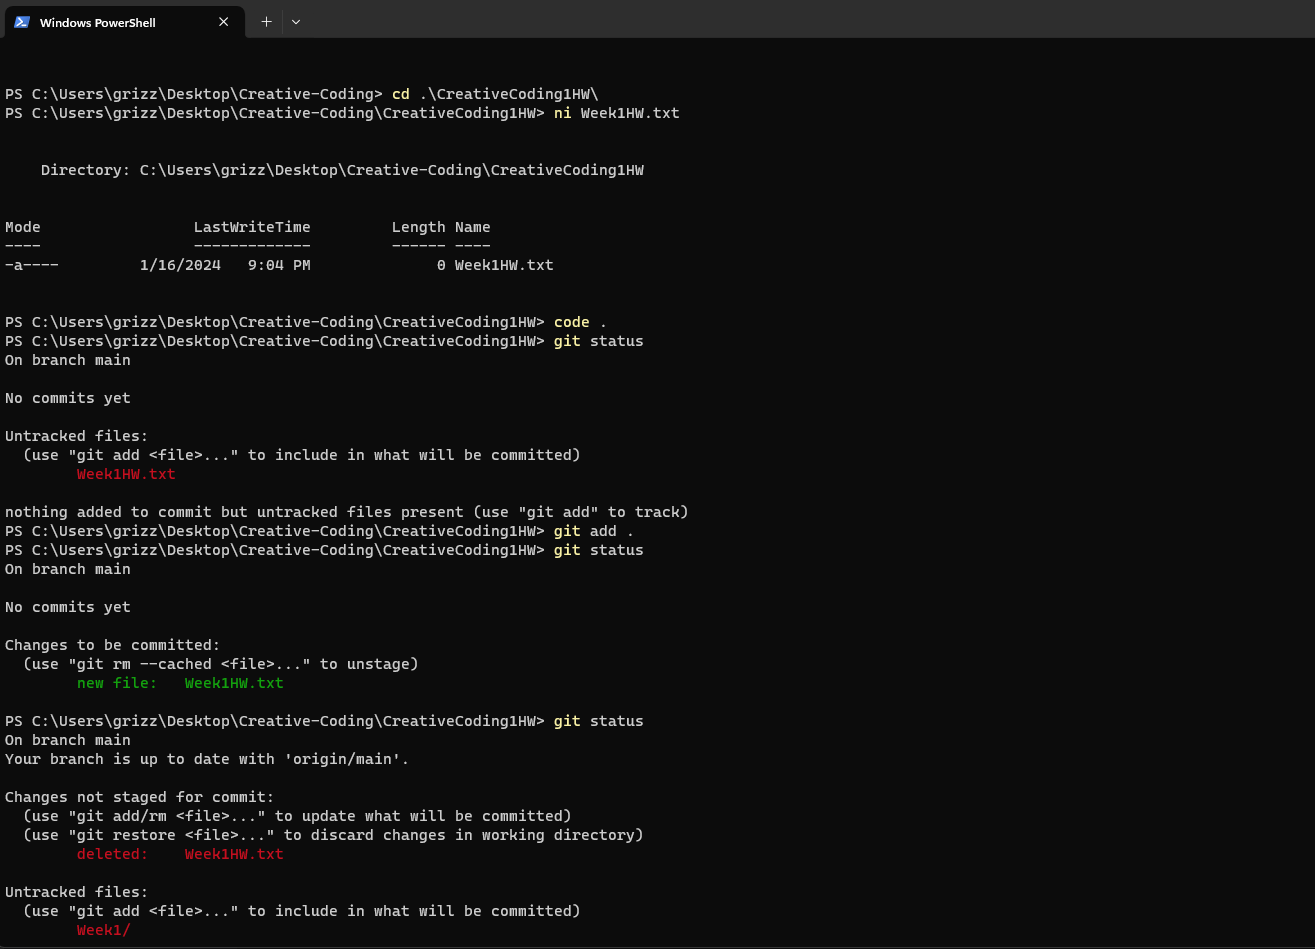 Windows PowerShell
PS C:\Users\grizz\Desktop\Creative-Coding> cd .\CreativeCoding1HW\
PS C:\Users\grizz\Desktop\Creative-Coding\CreativeCoding1HW> ni Week1HW.txt
Directory: C:\Users\grizz\Desktop\Creative-Coding\CreativeCoding1HW
Mode                 LastWriteTime         Length Name
----                 -------------         ------ ----
-a----         1/16/2024   9:04 PM              0 Week1HW.txt
PS C:\Users\grizz\Desktop\Creative-Coding\CreativeCoding1HW> code .
PS C:\Users\grizz\Desktop\Creative-Coding\CreativeCoding1HW> git status
On branch main
No commits yet
Untracked files:
  (use "git add <file>..." to include in what will be committed)
        Week1HW.txt
nothing added to commit but untracked files present (use "git add" to track)
PS C:\Users\grizz\Desktop\Creative-Coding\CreativeCoding1HW> git add .
PS C:\Users\grizz\Desktop\Creative-Coding\CreativeCoding1HW> git status
On branch main
No commits yet
Changes to be committed:
  (use "git rm --cached <file>..." to unstage)
        new file:   Week1HW.txt
PS C:\Users\grizz\Desktop\Creative-Coding\CreativeCoding1HW> git status
On branch main
Your branch is up to date with 'origin/main'.
Changes not staged for commit:
  (use "git add/rm <file>..." to update what will be committed)
  (use "git restore <file>..." to discard changes in working directory)
        deleted:    Week1HW.txt
Untracked files:
  (use "git add <file>..." to include in what will be committed)
        Week1/